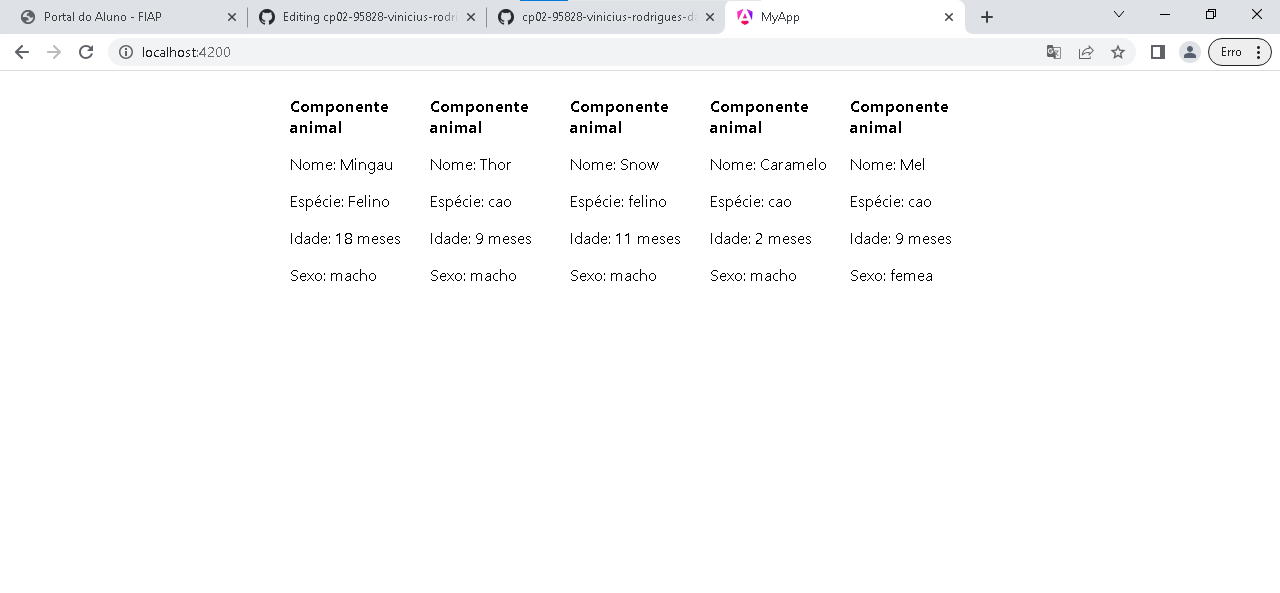 Portal do Aluno - FIAP
cp02-95828-vinicius-rodri
cp02-95828-vinicius-rodrigues-d
MyApp
localhost:4200
Erro
Componente animal
Nome: Mingau
Espécie: Felino
Idade: 18 meses
Sexo: macho
Componente animal
Nome: Thor
Espécie: cao
Idade: 9 meses
Sexo: macho
Componente animal
Nome: Snow
Espécie: felino
Idade: 11 meses
Sexo: macho
Componente animal
Nome: Caramelo
Espécie: cao
Idade: 2 meses
Sexo: macho
Componente animal
Nome: Mel
Espécie: cao
Idade: 9 meses
Sexo: femea